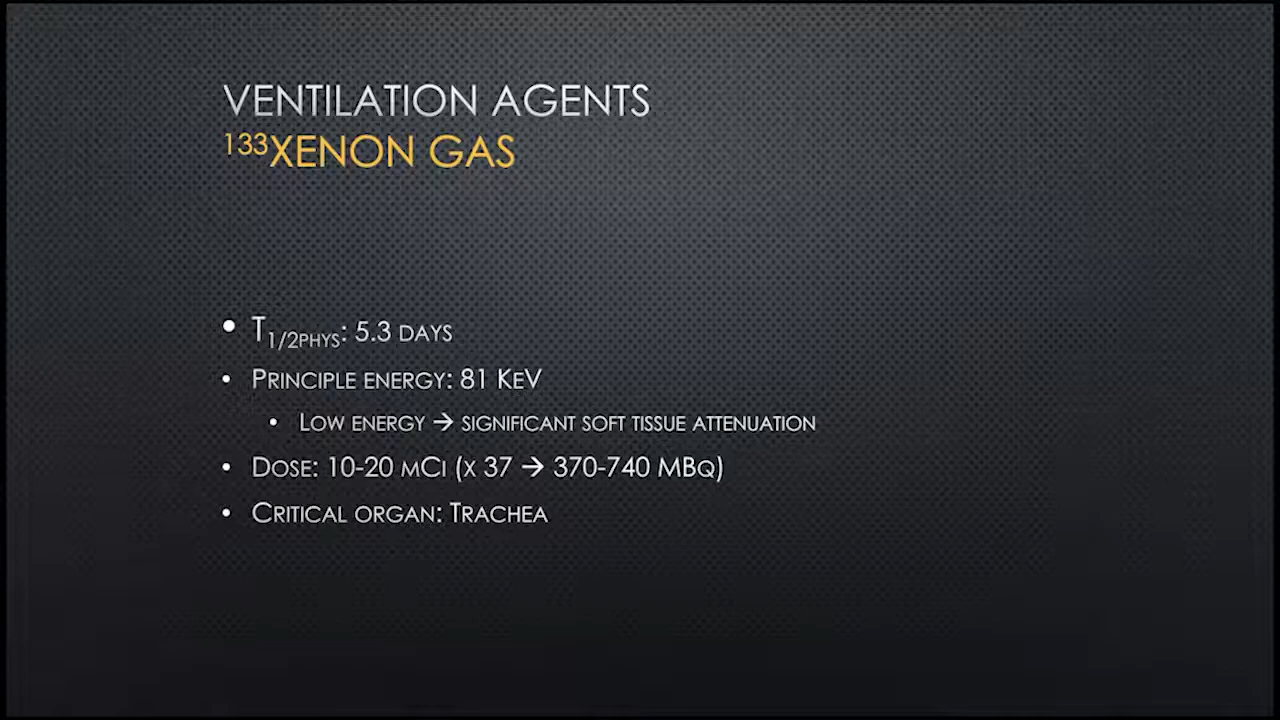 VENTILATION AGENTS
¹³³XENON GAS
• T₁/₂PHYS: 5.3 DAYS
• PRINCIPLE ENERGY: 81 KEV
• LOW ENERGY → SIGNIFICANT SOFT TISSUE ATTENUATION
• DOSE: 10-20 MCI (X 37 → 370-740 MBQ)
• CRITICAL ORGAN: TRACHEA